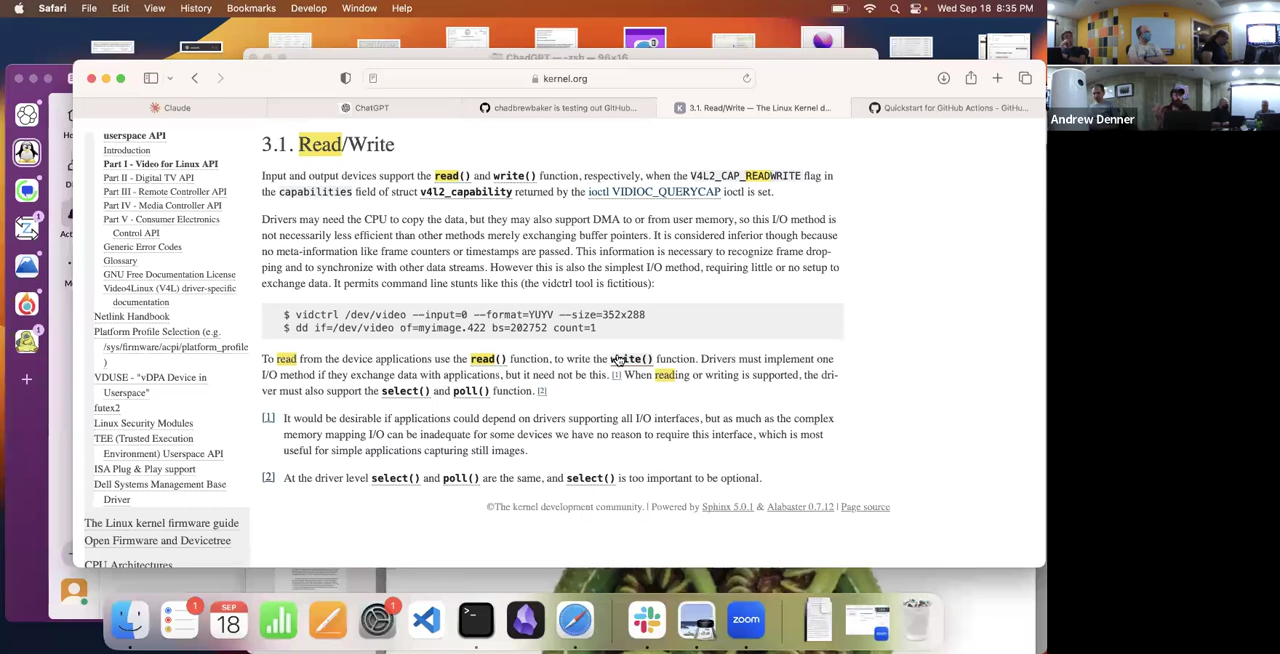 Safari File Edit View History Bookmarks Develop Window Help Wed Sep 18 8:35 PM
ChadGPT — -zsh — 96×16
kernel.org
Claude
ChatGPT
chadbrewbaker is testing out GitHub...
3.1. Read/Write — The Linux Kernel d...
Quickstart for GitHub Actions - GitHu...
Andrew Denner
userspace API
Introduction
Part I - Video for Linux API
Part II - Digital TV API
Part III - Remote Controller API
Part IV - Media Controller API
Part V - Consumer Electronics
Control API
Generic Error Codes
Glossary
GNU Free Documentation License
Video4Linux (V4L) driver-specific
documentation
Netlink Handbook
Platform Profile Selection (e.g.
/sys/firmware/acpi/platform_profile
)
VDUSE - "vDPA Device in
Userspace"
futex2
Linux Security Modules
TEE (Trusted Execution
Environment) Userspace API
ISA Plug & Play support
Dell Systems Management Base
Driver
The Linux kernel firmware guide
Open Firmware and Devicetree
CPU Architectures
3.1. Read/Write
Input and output devices support the read() and write() function, respectively, when the V4L2_CAP_READWRITE flag in
the capabilities field of struct v4l2_capability returned by the ioctl VIDIOC_QUERYCAP ioctl is set.
Drivers may need the CPU to copy the data, but they may also support DMA to or from user memory, so this I/O method is
not necessarily less efficient than other methods merely exchanging buffer pointers. It is considered inferior though because
no meta-information like frame counters or timestamps are passed. This information is necessary to recognize frame drop-
ping and to synchronize with other data streams. However this is also the simplest I/O method, requiring little or no setup to
exchange data. It permits command line stunts like this (the vidctrl tool is fictitious):
$ vidctrl /dev/video --input=0 --format=YUYV --size=352x288
$ dd if=/dev/video of=myimage.422 bs=202752 count=1
To read from the device applications use the read() function, to write the write() function. Drivers must implement one
I/O method if they exchange data with applications, but it need not be this. [1] When reading or writing is supported, the dri-
ver must also support the select() and poll() function. [2]
[1] It would be desirable if applications could depend on drivers supporting all I/O interfaces, but as much as the complex
memory mapping I/O can be inadequate for some devices we have no reason to require this interface, which is most
useful for simple applications capturing still images.
[2] At the driver level select() and poll() are the same, and select() is too important to be optional.
©The kernel development community. | Powered by Sphinx 5.0.1 & Alabaster 0.7.12 | Page source
1
SEP
18
1
zoom